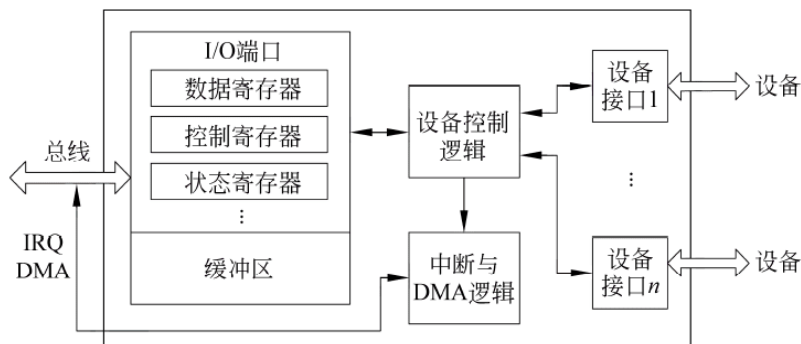 I/O端口
数据寄存器
控制寄存器
状态寄存器
⋮
缓冲区
总线
IRQ
DMA
设备控制
逻辑
中断与
DMA逻辑
设备
接口1
设备
⋮
设备
接口n
设备